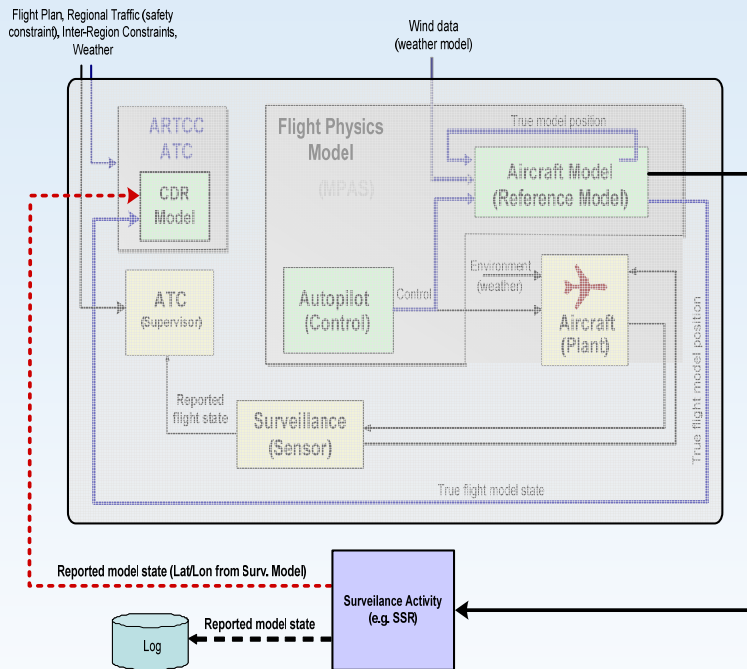 Flight Plan, Regional Traffic (safety
constraint), Inter-Region Constraints,
Weather
Wind data
(weather model)
ARTCC
ATC
CDR
Model
Flight Physics
Model
(MPAS)
True model position
Aircraft Model
(Reference Model)
ATC
(Supervisor)
Autopilot
(Control)
Control
Environment
(weather)
Aircraft
(Plant)
True flight model position
Reported
flight state
Surveillance
(Sensor)
True flight model state
Reported model state (Lat/Lon from Surv. Model)
Surveilance Activity
(e.g. SSR)
Reported model state
Log